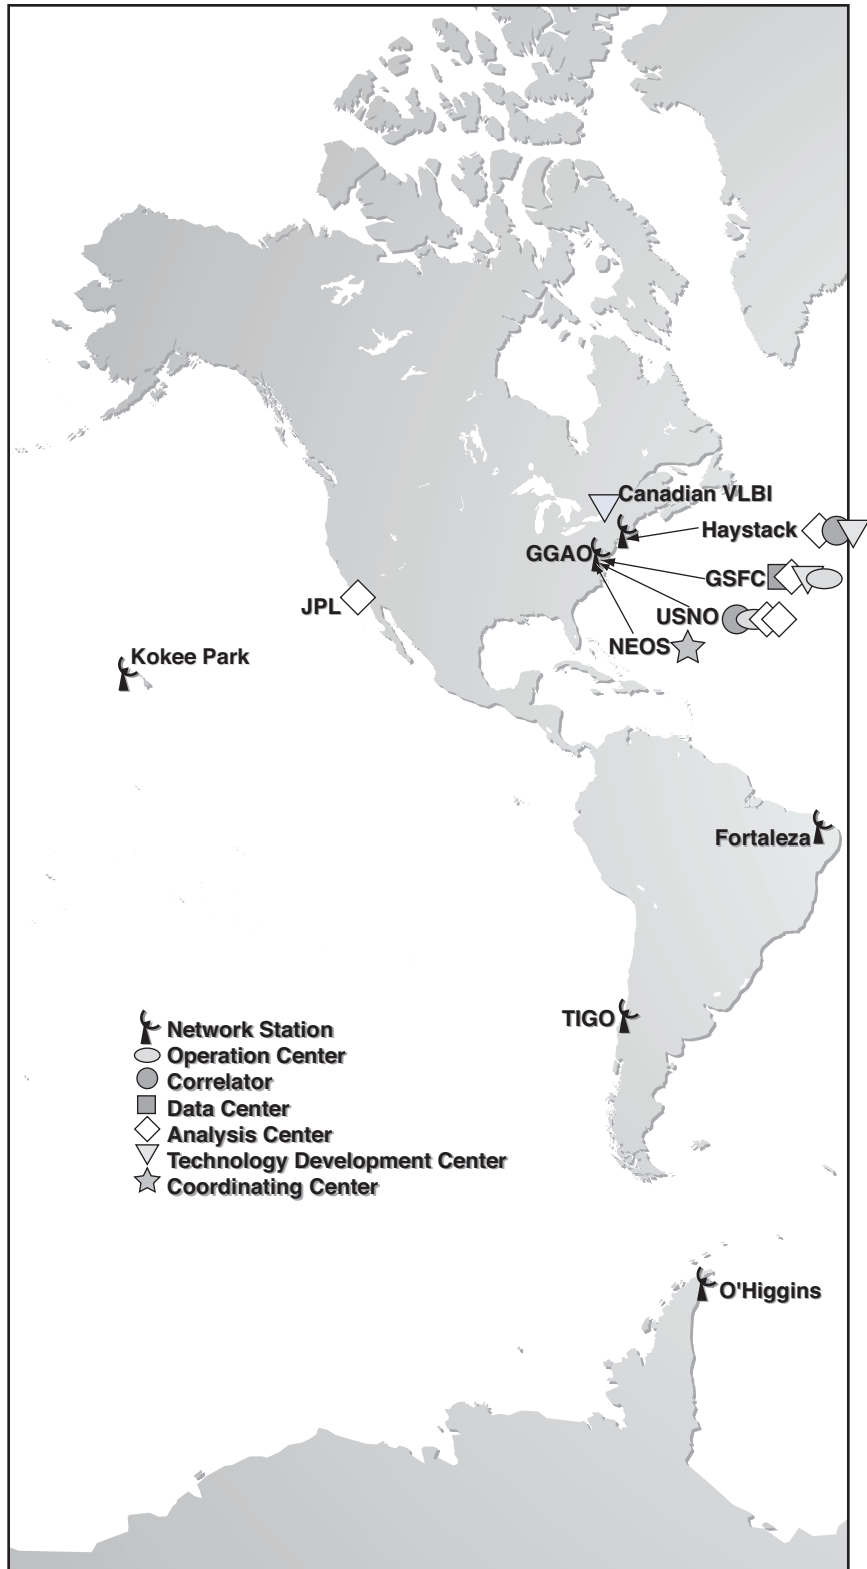 Canadian VLBI
Haystack
GGAO
GSFC
JPL
USNO
NEOS
Kokee Park
Fortaleza
TIGO
Network Station
Operation Center
Correlator
Data Center
Analysis Center
Technology Development Center
Coordinating Center
O'Higgins